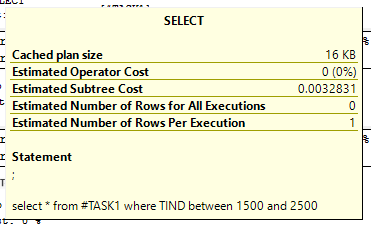 SELECT
Cached plan size 16 KB
Estimated Operator Cost 0 (0%)
Estimated Subtree Cost 0.0032831
Estimated Number of Rows for All Executions 0
Estimated Number of Rows Per Execution 1
Statement
;
select * from #TASK1 where TIND between 1500 and 2500